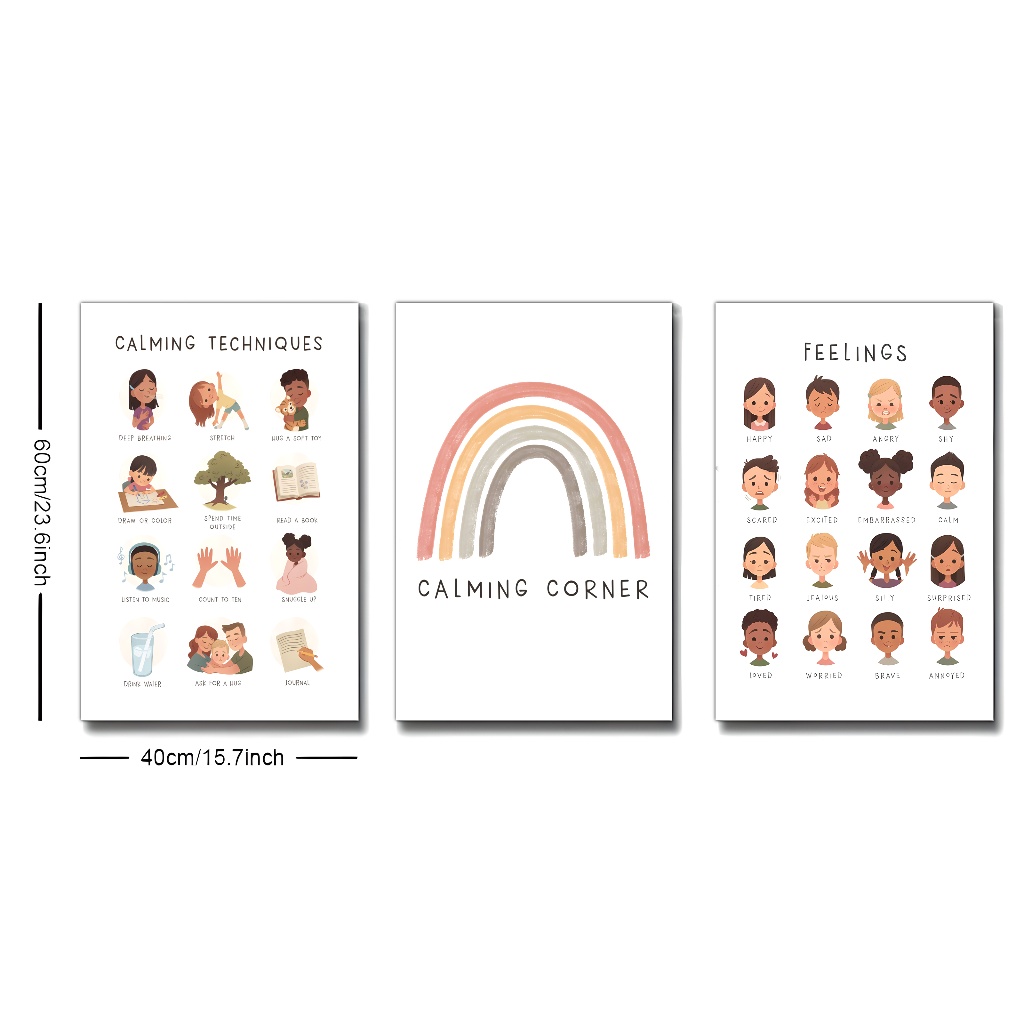 60cm/23.6inch
40cm/15.7inch
CALMING TECHNIQUES
DEEP BREATHING
STRETCH
HUG A SOFT TOY
DRAW OR COLOR
SPEND TIME
OUTSIDE
READ A BOOK
LISTEN TO MUSIC
COUNT TO TEN
SNUGGLE UP
DRINK WATER
ASK FOR A HUG
JOURNAL
CALMING CORNER
FEELINGS
HAPPY
SAD
ANGRY
SHY
SCARED
EXCITED
EMBARRASSED
CALM
TIRED
JEALOUS
SILLY
SURPRISED
LOVED
WORRIED
BRAVE
ANNOYED